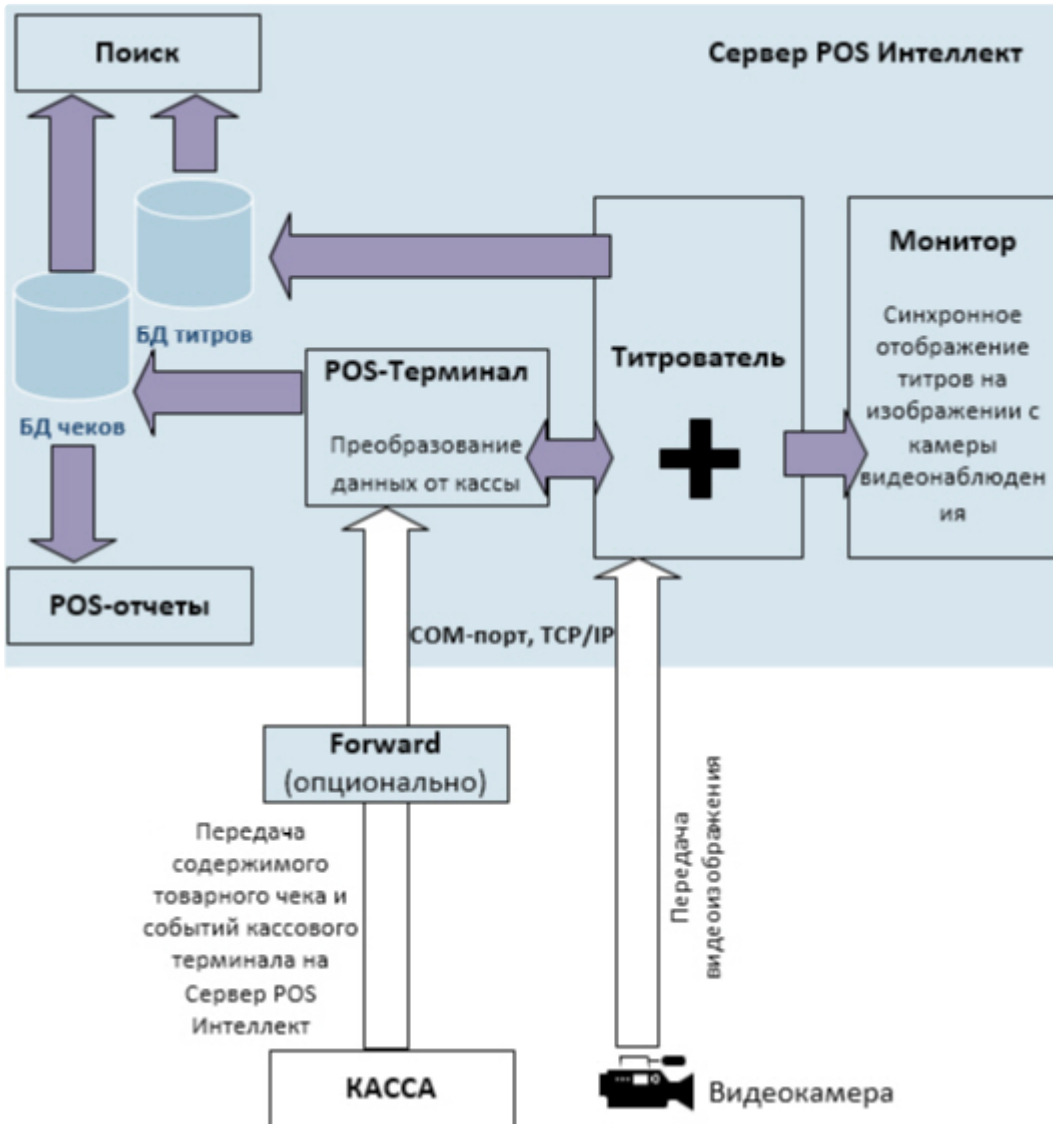 Поиск
Сервер POS Интеллект
Монитор
Синхронное
отображение
титров на
изображении с
камеры
видеонаблюден
ия
БД титров
Титрователь
POS-Терминал
Преобразование
данных от кассы
БД чеков
POS-отчеты
COM-порт, TCP/IP
Forward
(опционально)
Передача
содержимого
товарного чека и
событий кассового
терминала на
Сервер POS
Интеллект
Передача
видеоизображения
КАССА
Видеокамера